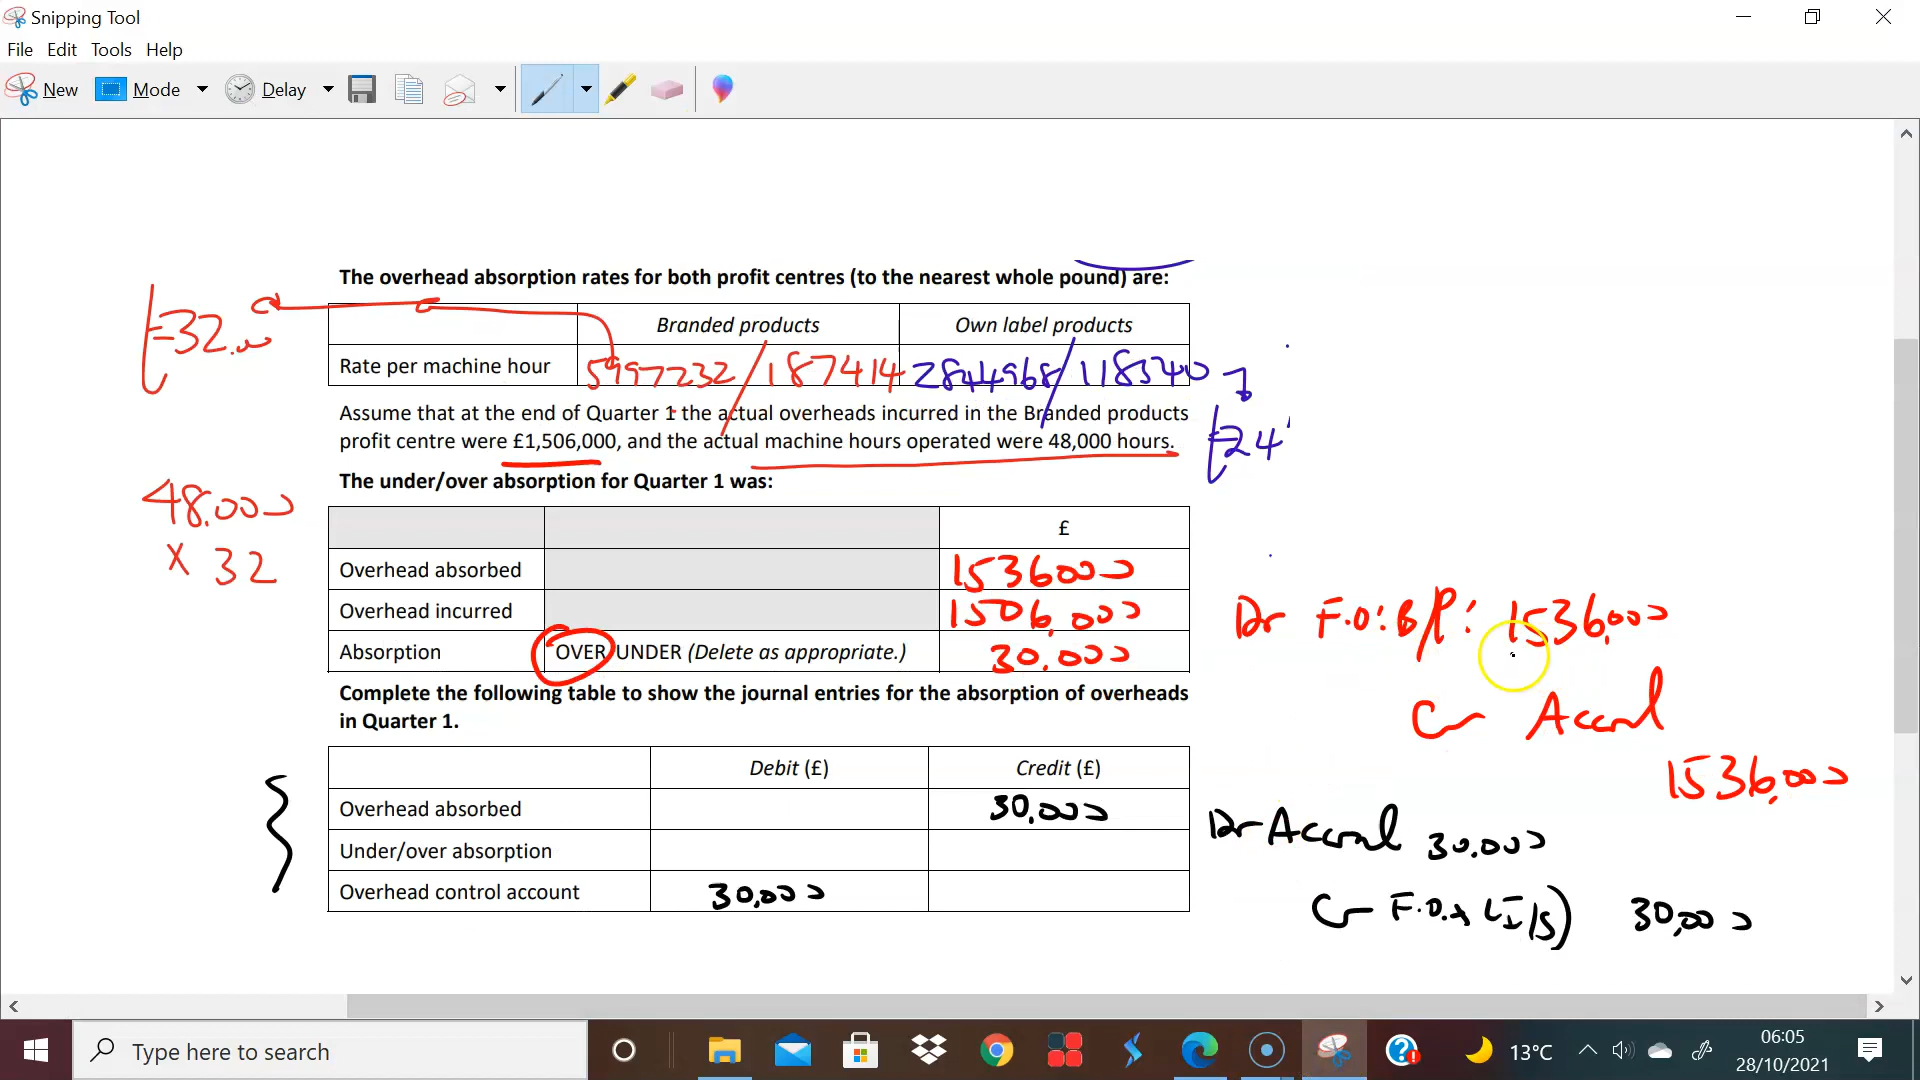 Snipping Tool
File Edit Tools Help
New Mode Delay
The overhead absorption rates for both profit centres (to the nearest whole pound) are:
Branded products Own label products
Rate per machine hour 5997232/187414 2844968/118540
=32.00
Assume that at the end of Quarter 1 the actual overheads incurred in the Branded products
profit centre were £1,506,000, and the actual machine hours operated were 48,000 hours.
=24
The under/over absorption for Quarter 1 was:
48.000
x 32
£
Overhead absorbed 1536000
Overhead incurred 1506,000
Absorption OVER/UNDER (Delete as appropriate.) 30.000
Dr F.O: B/P: 1536,000
Cr Accrual
1536,000
Complete the following table to show the journal entries for the absorption of overheads
in Quarter 1.
Debit (£) Credit (£)
Overhead absorbed 30,000
Under/over absorption
Overhead control account 30,000
Dr Accrual 30.000
Cr F.O.A (I/S) 30,000
Type here to search
13°C
06:05
28/10/2021